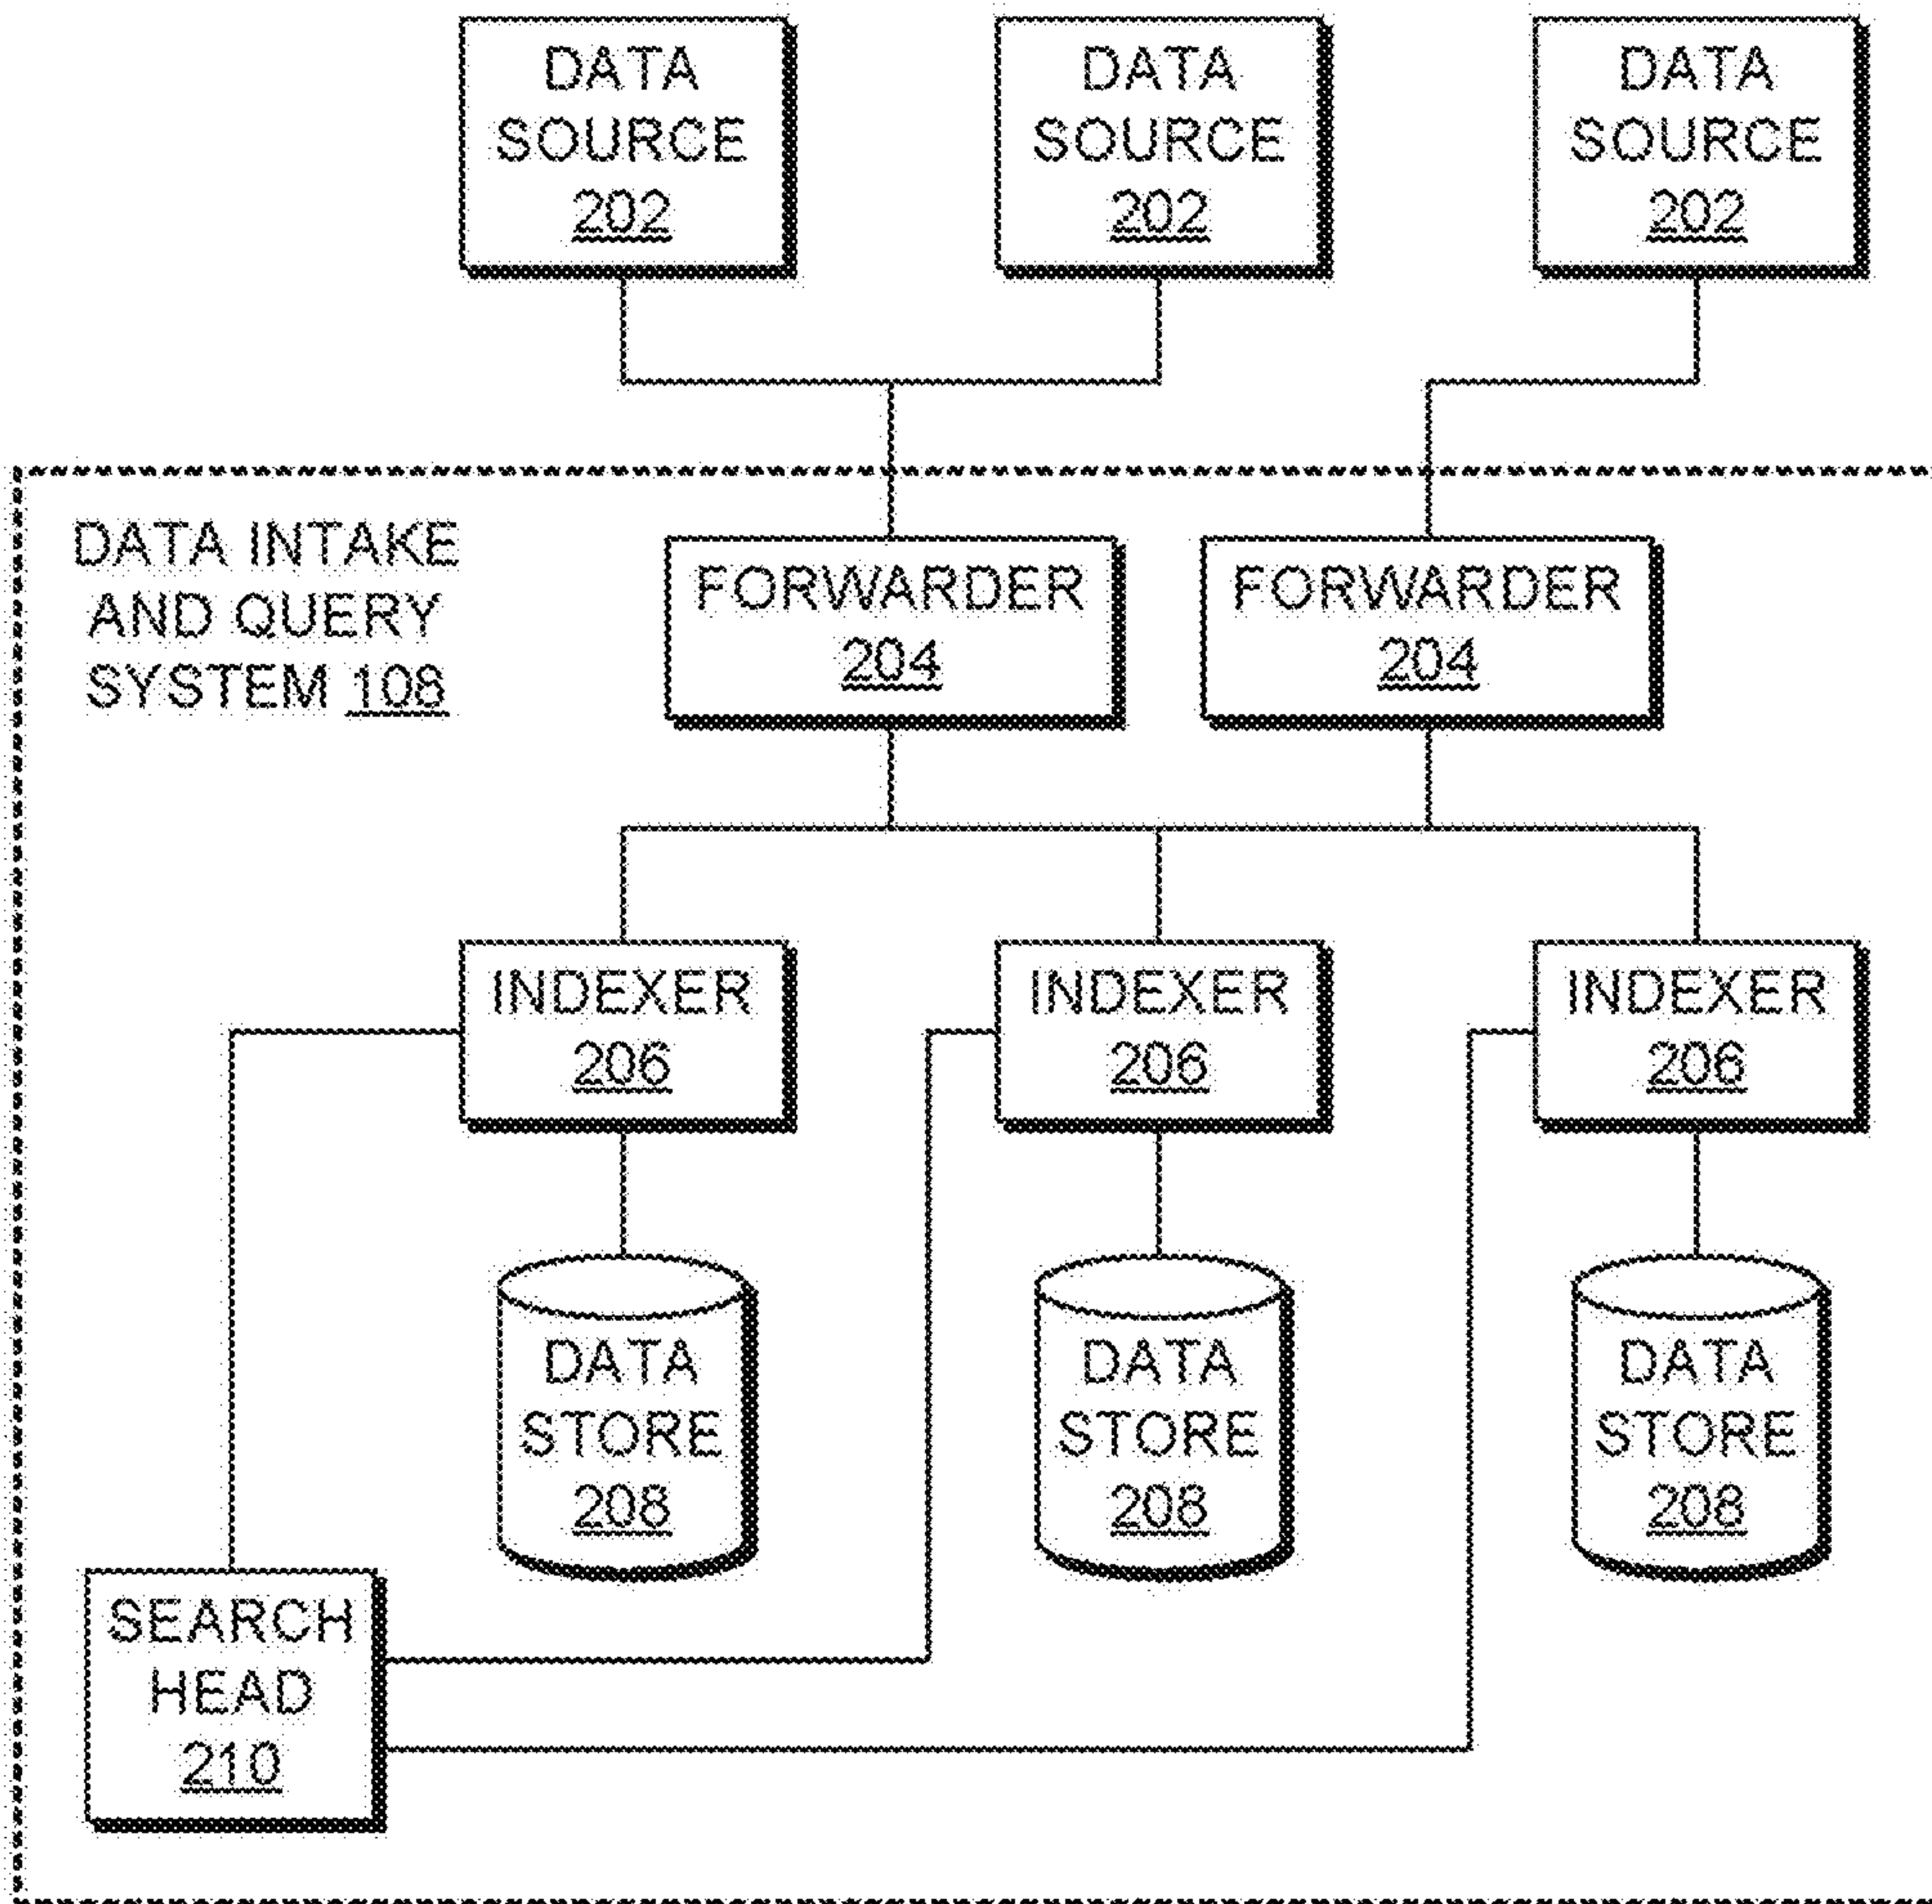 DATA
SOURCE
202
DATA
SOURCE
202
DATA
SOURCE
202
DATA INTAKE
AND QUERY
SYSTEM 108
FORWARDER
204
FORWARDER
204
INDEXER
206
INDEXER
206
INDEXER
206
DATA
STORE
208
DATA
STORE
208
DATA
STORE
208
SEARCH
HEAD
210